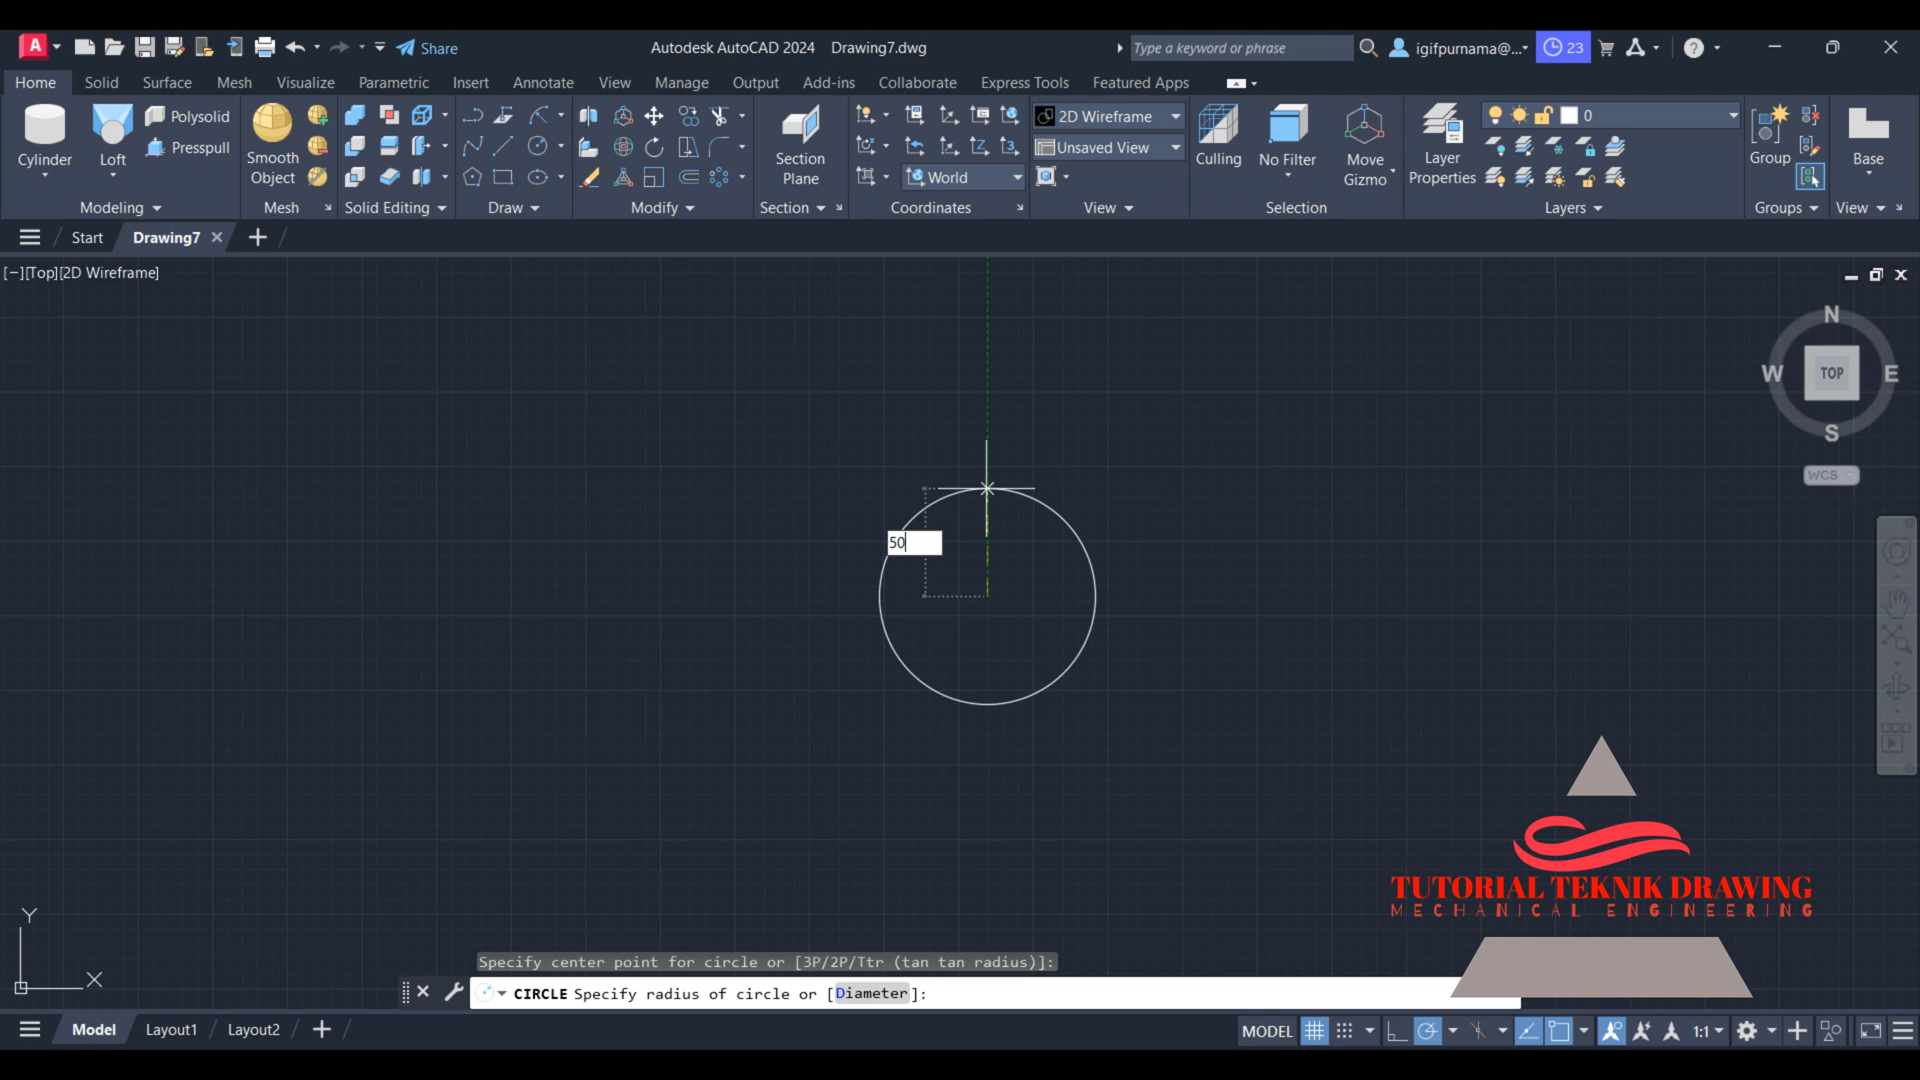 A
Share
Autodesk AutoCAD 2024 Drawing7.dwg
Type a keyword or phrase
igifpurnama@...
23
?
Home Solid Surface Mesh Visualize Parametric Insert Annotate View Manage Output Add-ins Collaborate Express Tools Featured Apps
Cylinder
Loft
Polysolid
Presspull
Modeling
Smooth
Object
Mesh
Solid Editing
Draw
Modify
Section
Plane
Section
World
Coordinates
2D Wireframe
Unsaved View
View
Culling
No Filter
Move
Gizmo
Selection
Layer
Properties
0
Layers
Group
Groups
Base
View
Start Drawing7
[−][Top][2D Wireframe]
N
W TOP E
S
WCS
50
TUTORIAL TEKNIK DRAWING
MECHANICAL ENGINEERING
Y
X
Specify center point for circle or [3P/2P/Ttr (tan tan radius)]:
CIRCLE Specify radius of circle or [Diameter]:
Model Layout1 Layout2
MODEL
1:1